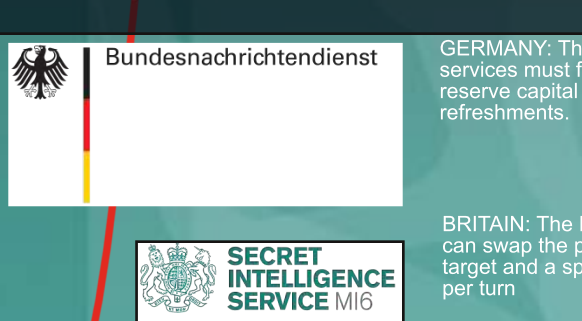 Bundesnachrichtendienst
GERMANY: Th
services must f
reserve capital
refreshments.
SECRET
INTELLIGENCE
SERVICE MI6
BRITAIN: The
can swap the p
target and a sp
per turn